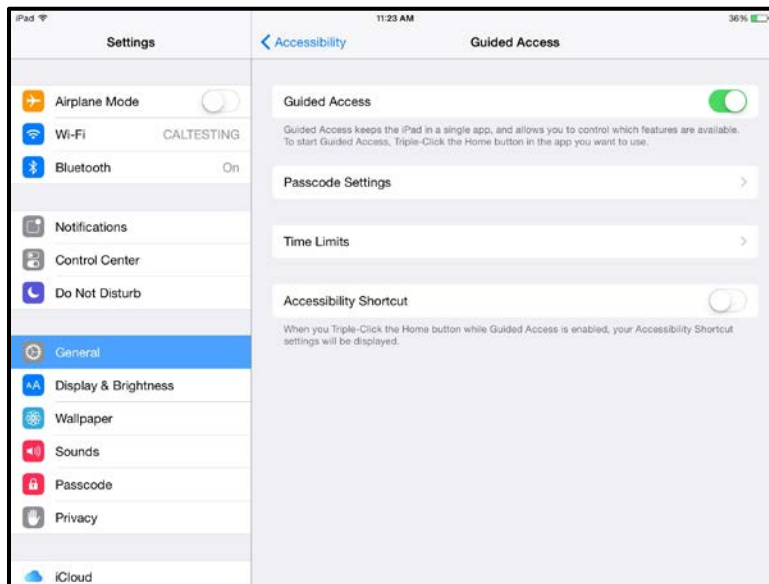 iPad 11:23 AM 36%
Settings
Accessibility Guided Access
Airplane Mode
Wi-Fi CALTESTING
Bluetooth On
Notifications
Control Center
Do Not Disturb
General
AA Display & Brightness
Wallpaper
Sounds
Passcode
Privacy
iCloud
Guided Access
Guided Access keeps the iPad in a single app, and allows you to control which features are available.
To start Guided Access, Triple-Click the Home button in the app you want to use.
Passcode Settings
Time Limits
Accessibility Shortcut
When you Triple-Click the Home button while Guided Access is enabled, your Accessibility Shortcut
settings will be displayed.